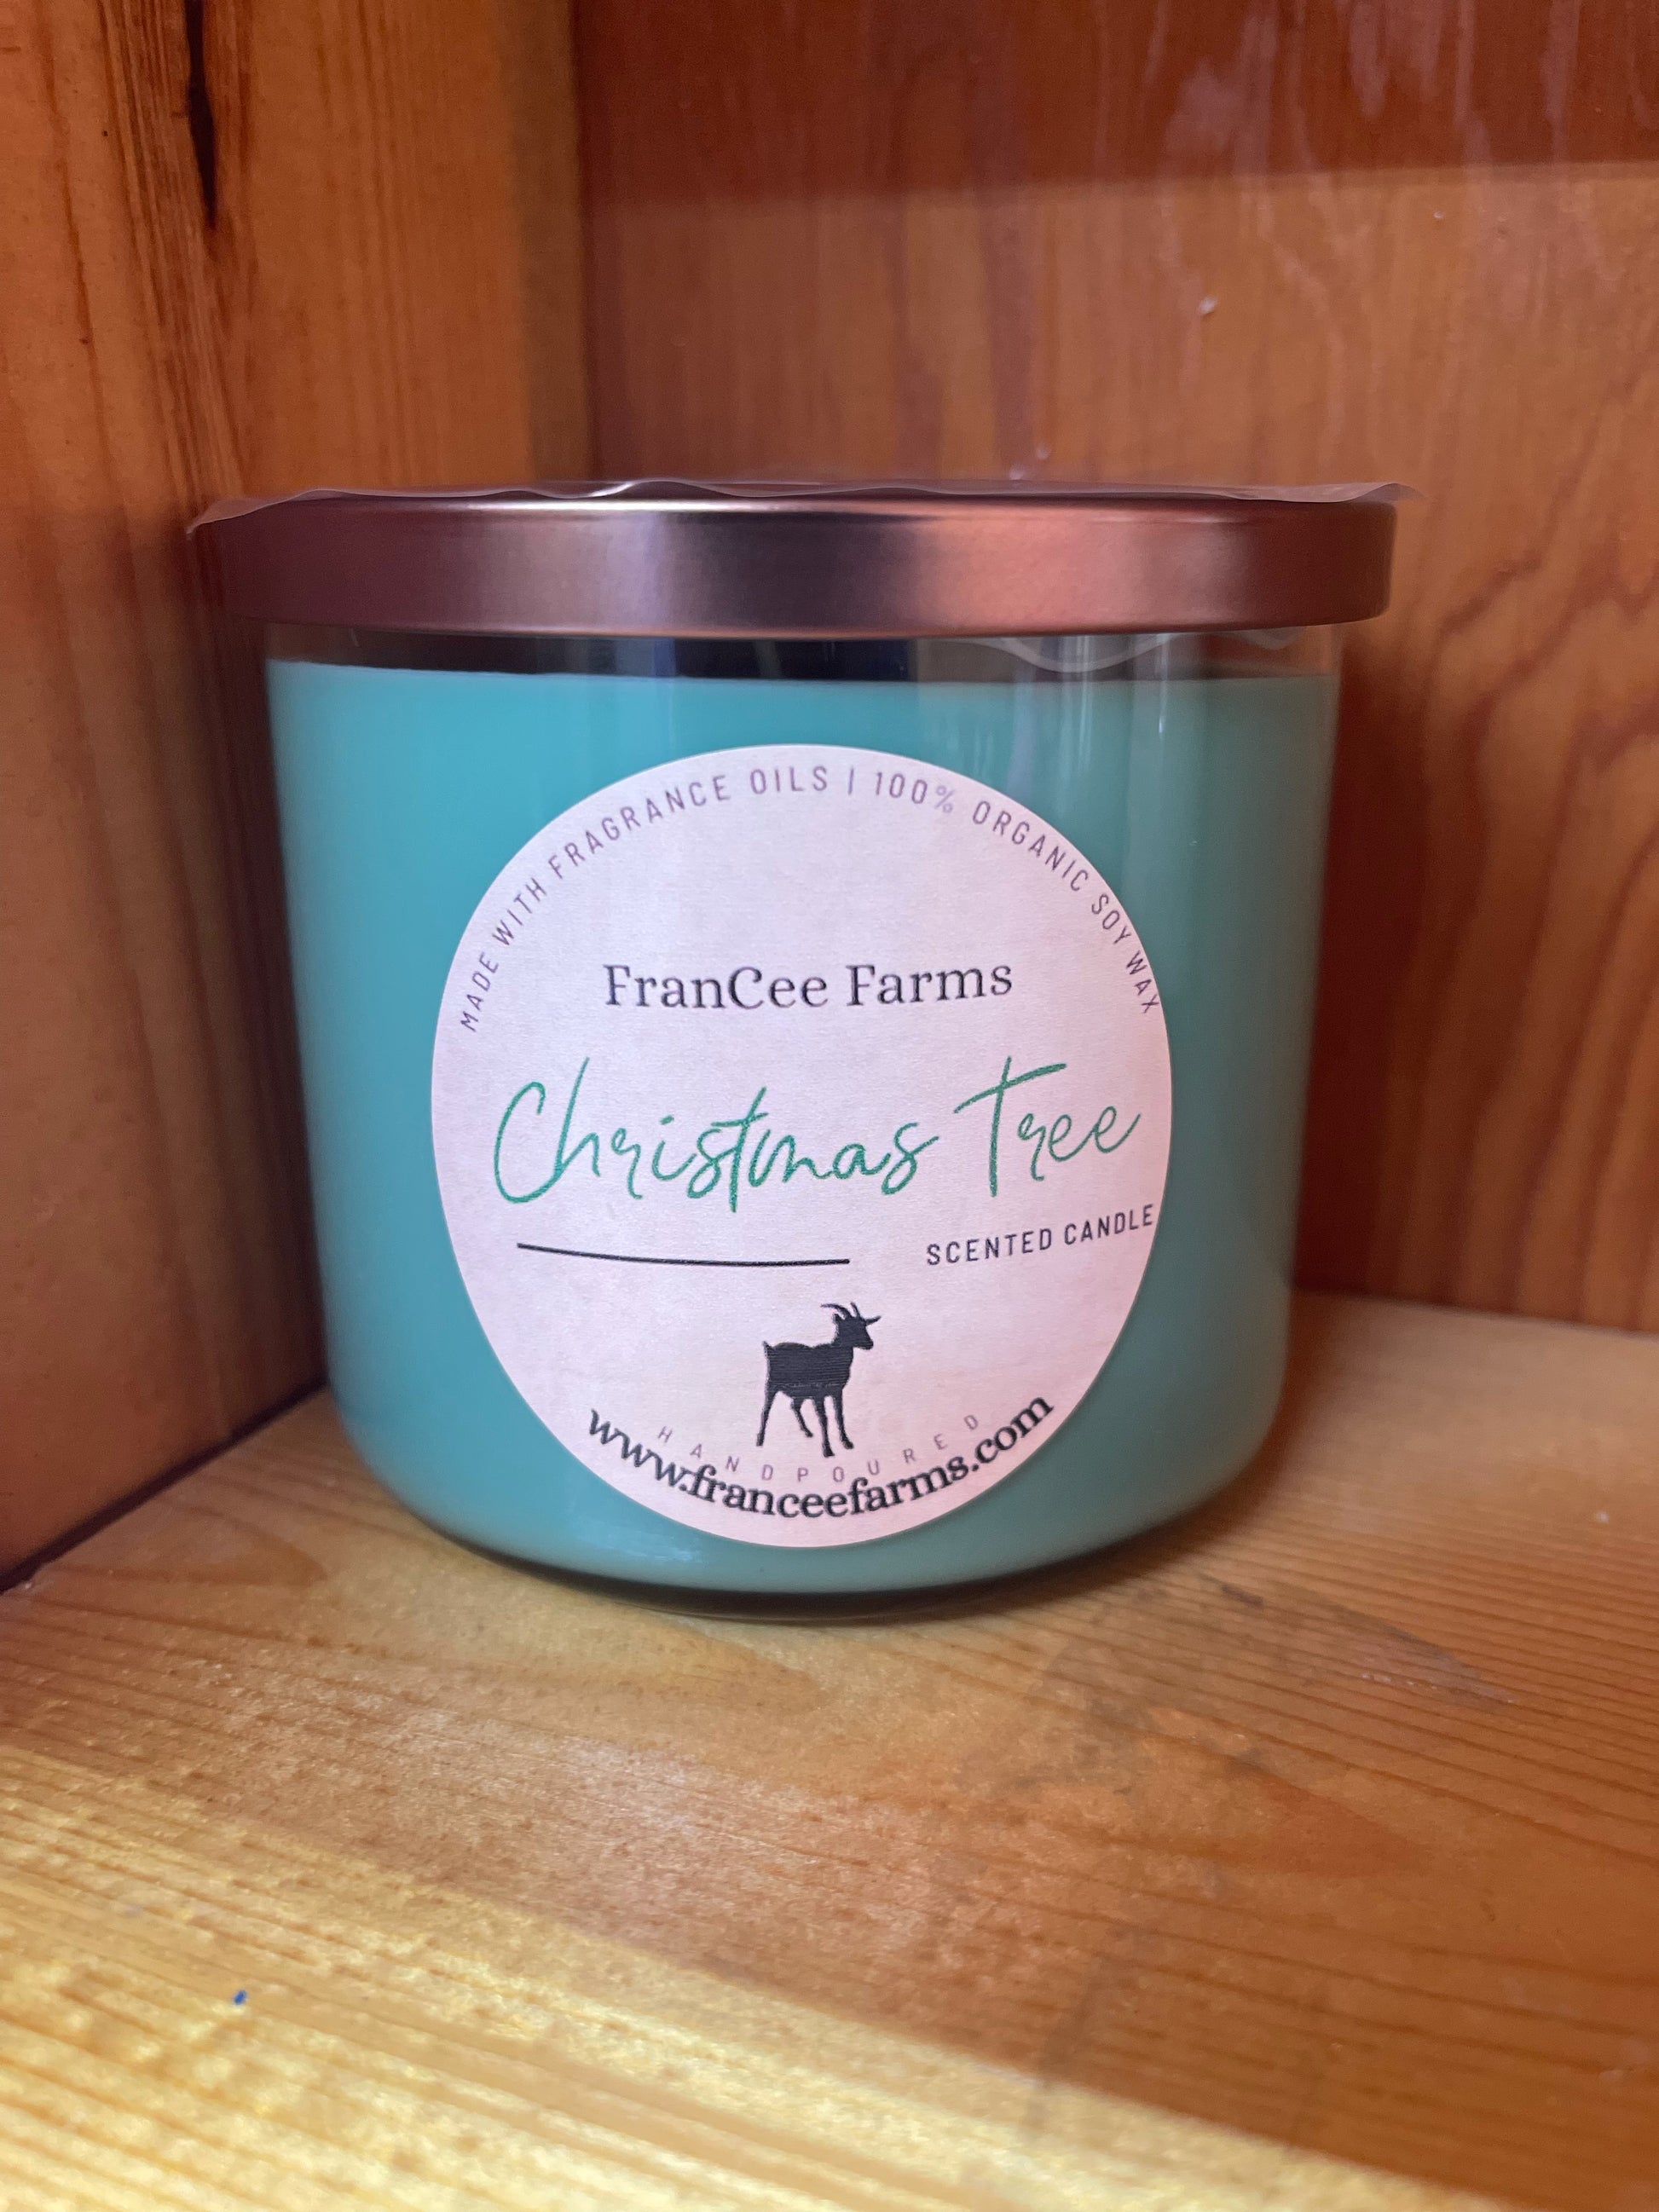 MADE WITH FRAGRANCE OILS | 100% ORGANIC SOY WAX
FranCee Farms
Christmas Tree
SCENTED CANDLE
HANDPOURED
www.franceefarms.com